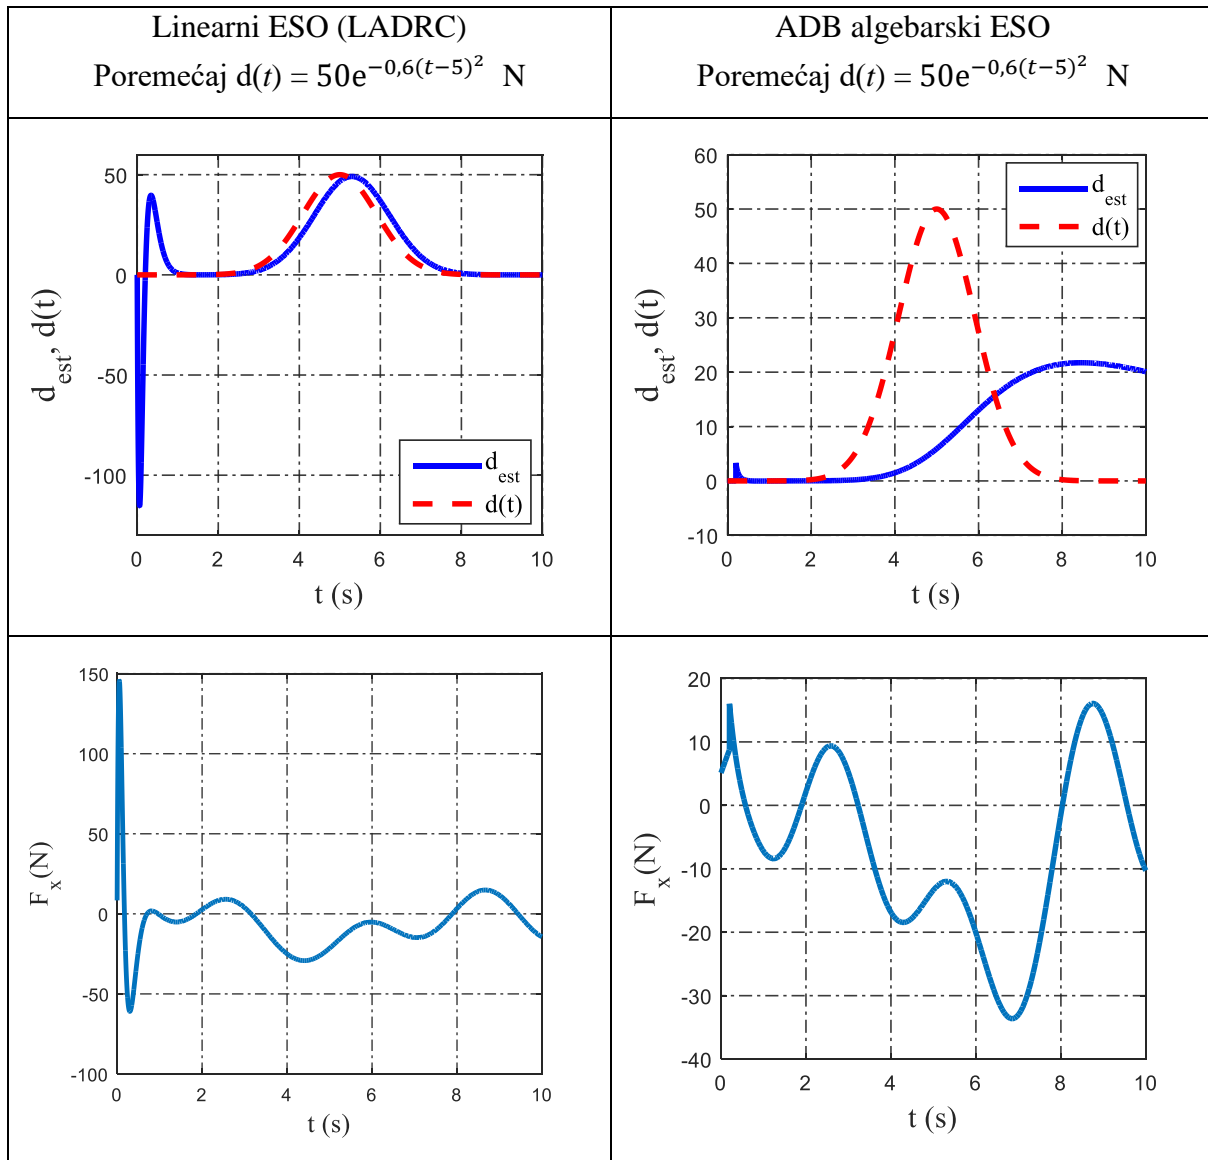 Linearni ESO (LADRC)
Poremećaj d(t) = 50e^{−0,6(t−5)^2} N
ADB algebarski ESO
Poremećaj d(t) = 50e^{−0,6(t−5)^2} N
50
0
-50
-100
d_est, d(t)
d_est
d(t)
0 2 4 6 8 10
t (s)
60
50
40
30
20
10
0
-10
d_est, d(t)
d_est
d(t)
0 2 4 6 8 10
t (s)
150
100
50
0
-50
-100
F_x(N)
0 2 4 6 8 10
t (s)
20
10
0
-10
-20
-30
-40
F_x(N)
0 2 4 6 8 10
t (s)